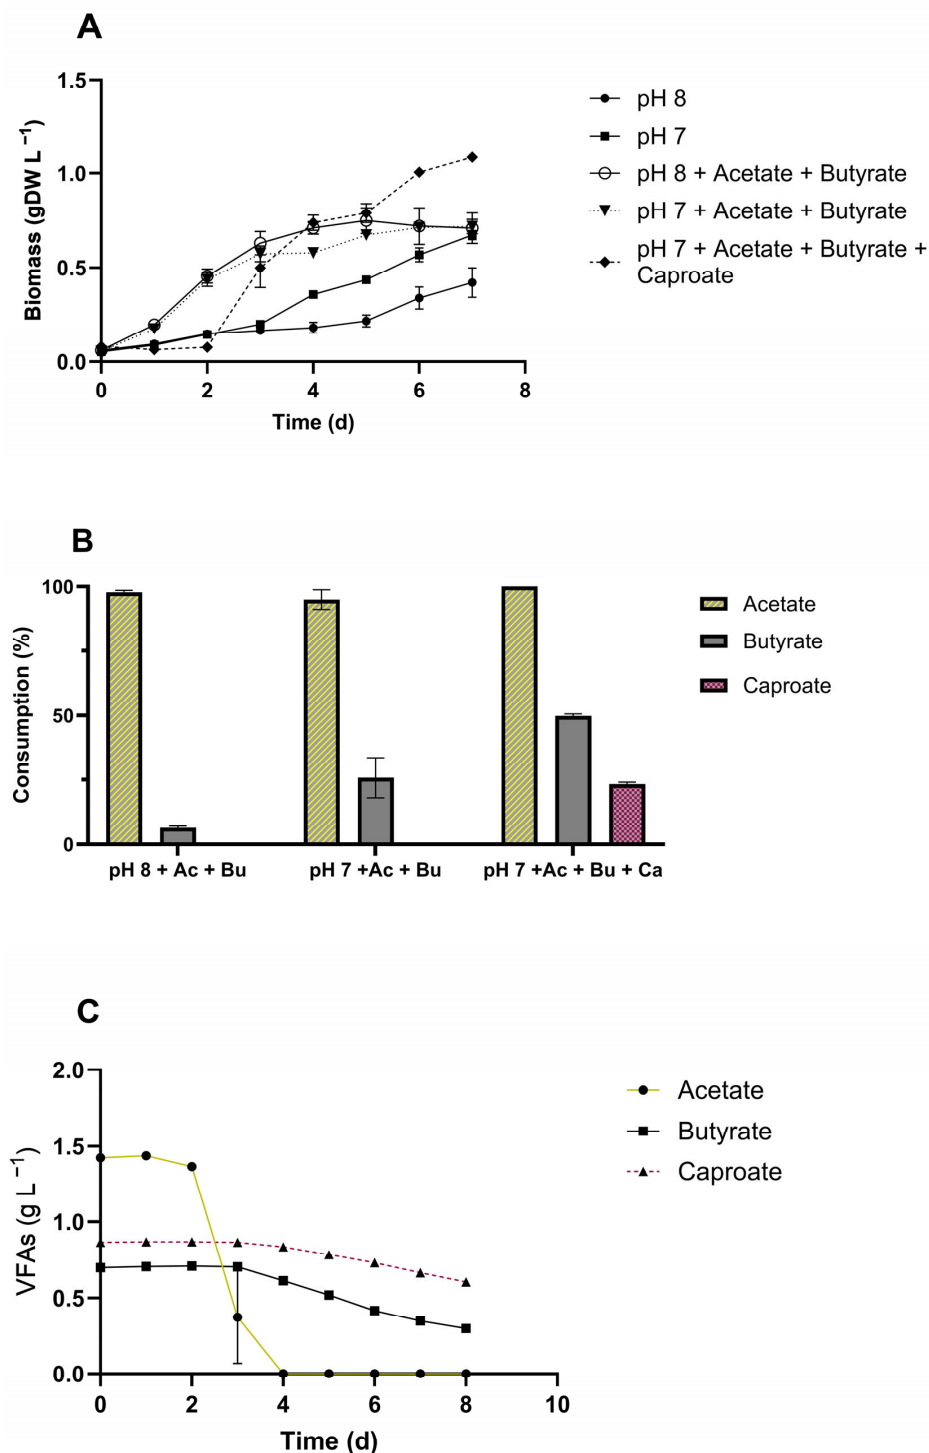 A
1.5
1.0
0.5
0.0
Biomass (gDW L⁻¹)
0 2 4 6 8
Time (d)
pH 8
pH 7
pH 8 + Acetate + Butyrate
pH 7 + Acetate + Butyrate
pH 7 + Acetate + Butyrate +
Caproate
B
100
50
0
Consumption (%)
pH 8 + Ac + Bu
pH 7 +Ac + Bu
pH 7 +Ac + Bu + Ca
Acetate
Butyrate
Caproate
C
2.0
1.5
1.0
0.5
0.0
VFAs (g L⁻¹)
0 2 4 6 8 10
Time (d)
Acetate
Butyrate
Caproate